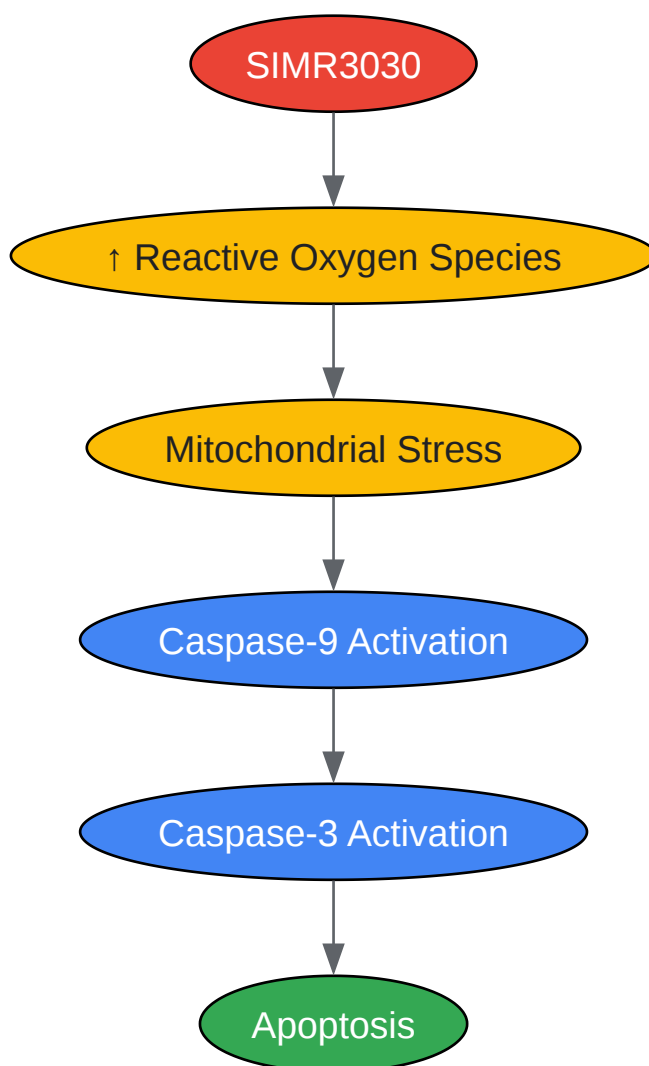 SIMR3030
↑ Reactive Oxygen Species
Mitochondrial Stress
Caspase-9 Activation
Caspase-3 Activation
Apoptosis